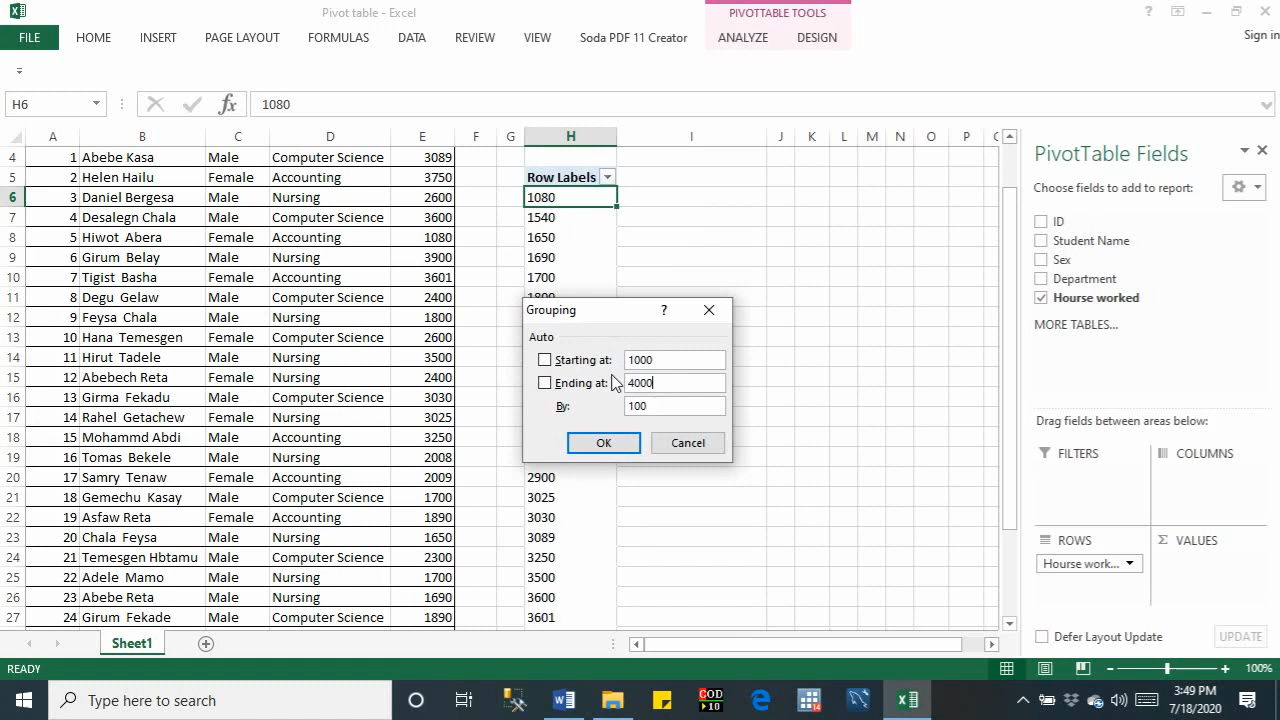 Pivot table - Excel
PIVOTTABLE TOOLS
?
FILE HOME INSERT PAGE LAYOUT FORMULAS DATA REVIEW VIEW Soda PDF 11 Creator ANALYZE DESIGN Sign in
H6 fx 1080
A B C D E F G H I J K L M N O P
4 1 Abebe Kasa Male Computer Science 3089
5 2 Helen Hailu Female Accounting 3750 Row Labels
6 3 Daniel Bergesa Male Nursing 2600 1080
7 4 Desalegn Chala Male Computer Science 3600 1540
8 5 Hiwot Abera Female Accounting 1080 1650
9 6 Girum Belay Male Nursing 3900 1690
10 7 Tigist Basha Female Accounting 3601 1700
11 8 Degu Gelaw Male Computer Science 2400 1800
12 9 Feysa Chala Male Nursing 1800
13 10 Hana Temesgen Female Computer Science 2400
14 11 Hirut Tadele Male Nursing 3500
15 12 Abebech Reta Male Nursing 2400
16 13 Girma Fekadu Male Computer Science 3030
17 14 Rahel Getachew Female Nursing 3025
18 15 Mohammd Abdi Male Accounting 3250
19 16 Tomas Bekele Male Nursing 2008
20 17 Samry Tenaw Female Accounting 2009 2900
21 18 Gemechu Kasay Male Computer Science 1700 3025
22 19 Asfaw Reta Female Accounting 1890 3030
23 20 Chala Feysa Male Nursing 1650 3089
24 21 Temesgen Hbtamu Male Computer Science 2300 3250
25 22 Adele Mamo Male Nursing 1700 3500
26 23 Abebe Reta Male Nursing 1690 3600
27 24 Girum Fekade Male Computer Science 1890 3601
Grouping ?
Auto
Starting at: 1000
Ending at: 4000
By: 100
OK Cancel
PivotTable Fields
Choose fields to add to report:
ID
Student Name
Sex
Department
Hourse worked
MORE TABLES...
Drag fields between areas below:
FILTERS COLUMNS
ROWS Σ VALUES
Hourse work...
Defer Layout Update UPDATE
Sheet1
READY 100%
Type here to search
GOD
10
14
3:49 PM
7/18/2020